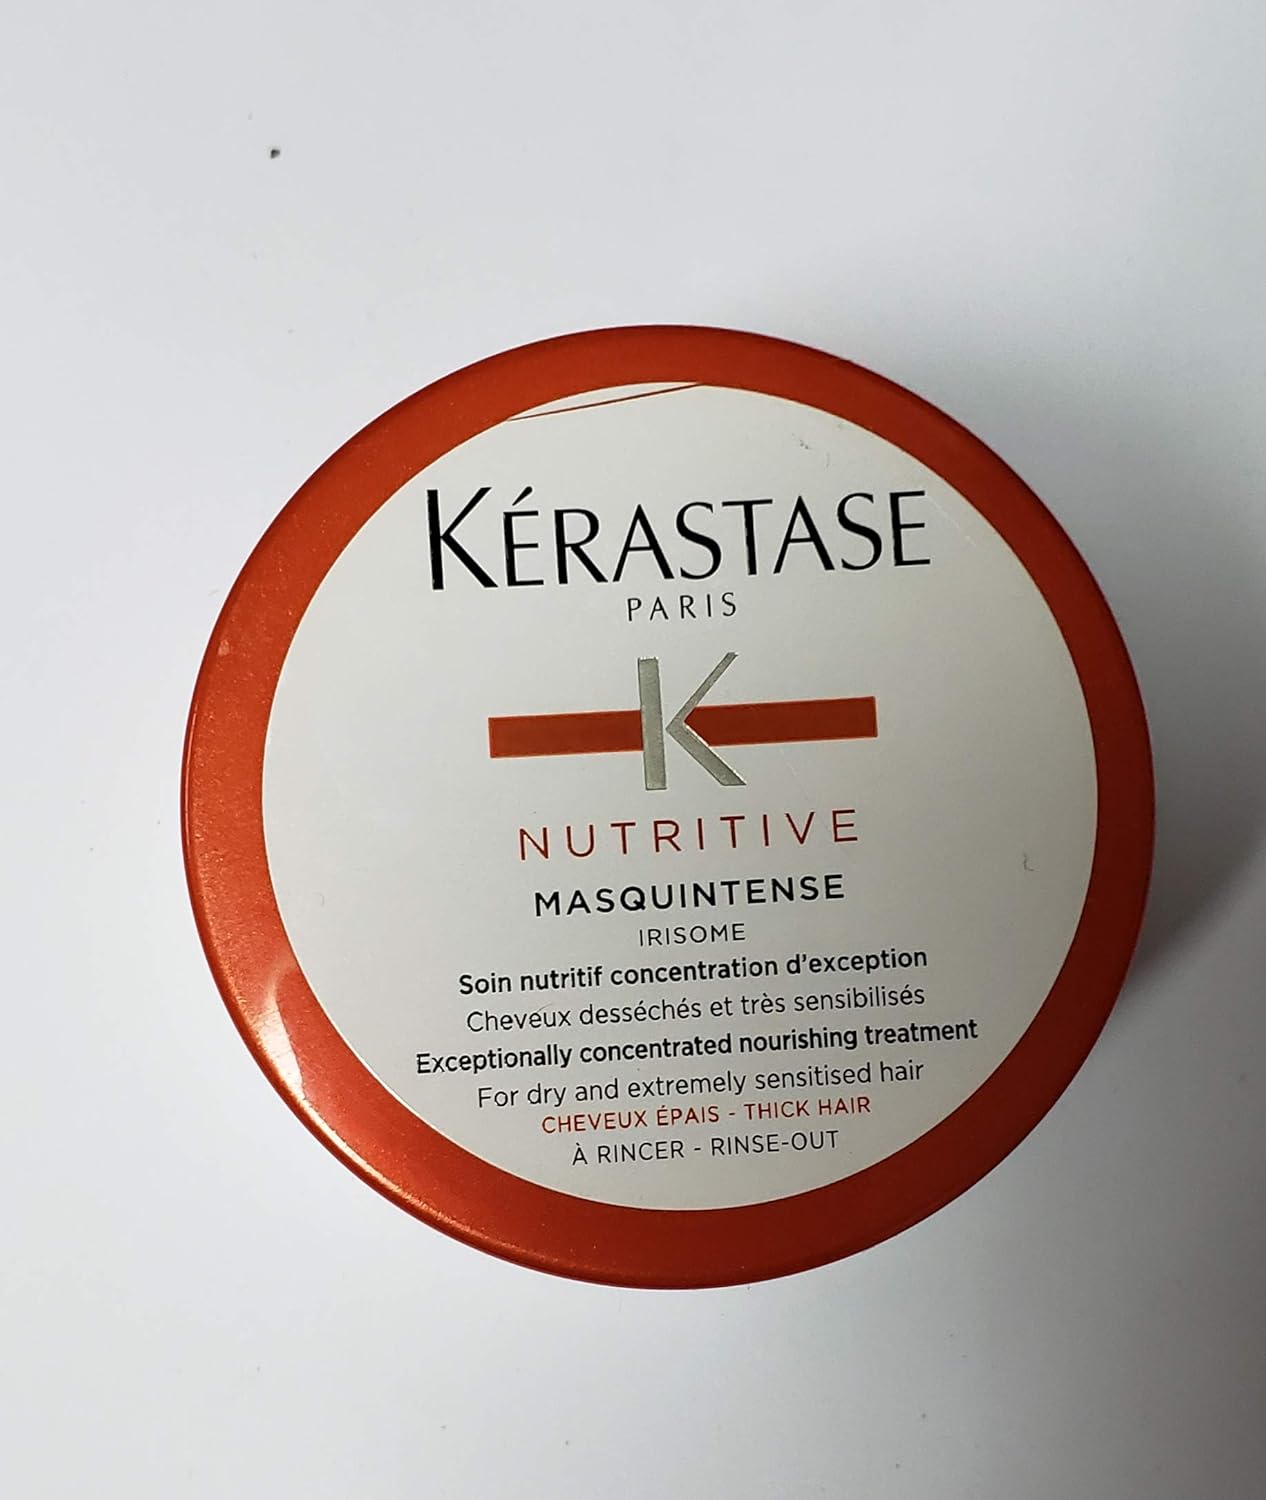 KÉRASTASE
PARIS
K
NUTRITIVE
MASQUINTENSE
IRISOME
Soin nutritif concentration d'exception
Cheveux desséchés et très sensibilisés
Exceptionally concentrated nourishing treatment
For dry and extremely sensitised hair
CHEVEUX ÉPAIS - THICK HAIR
À RINCER - RINSE-OUT